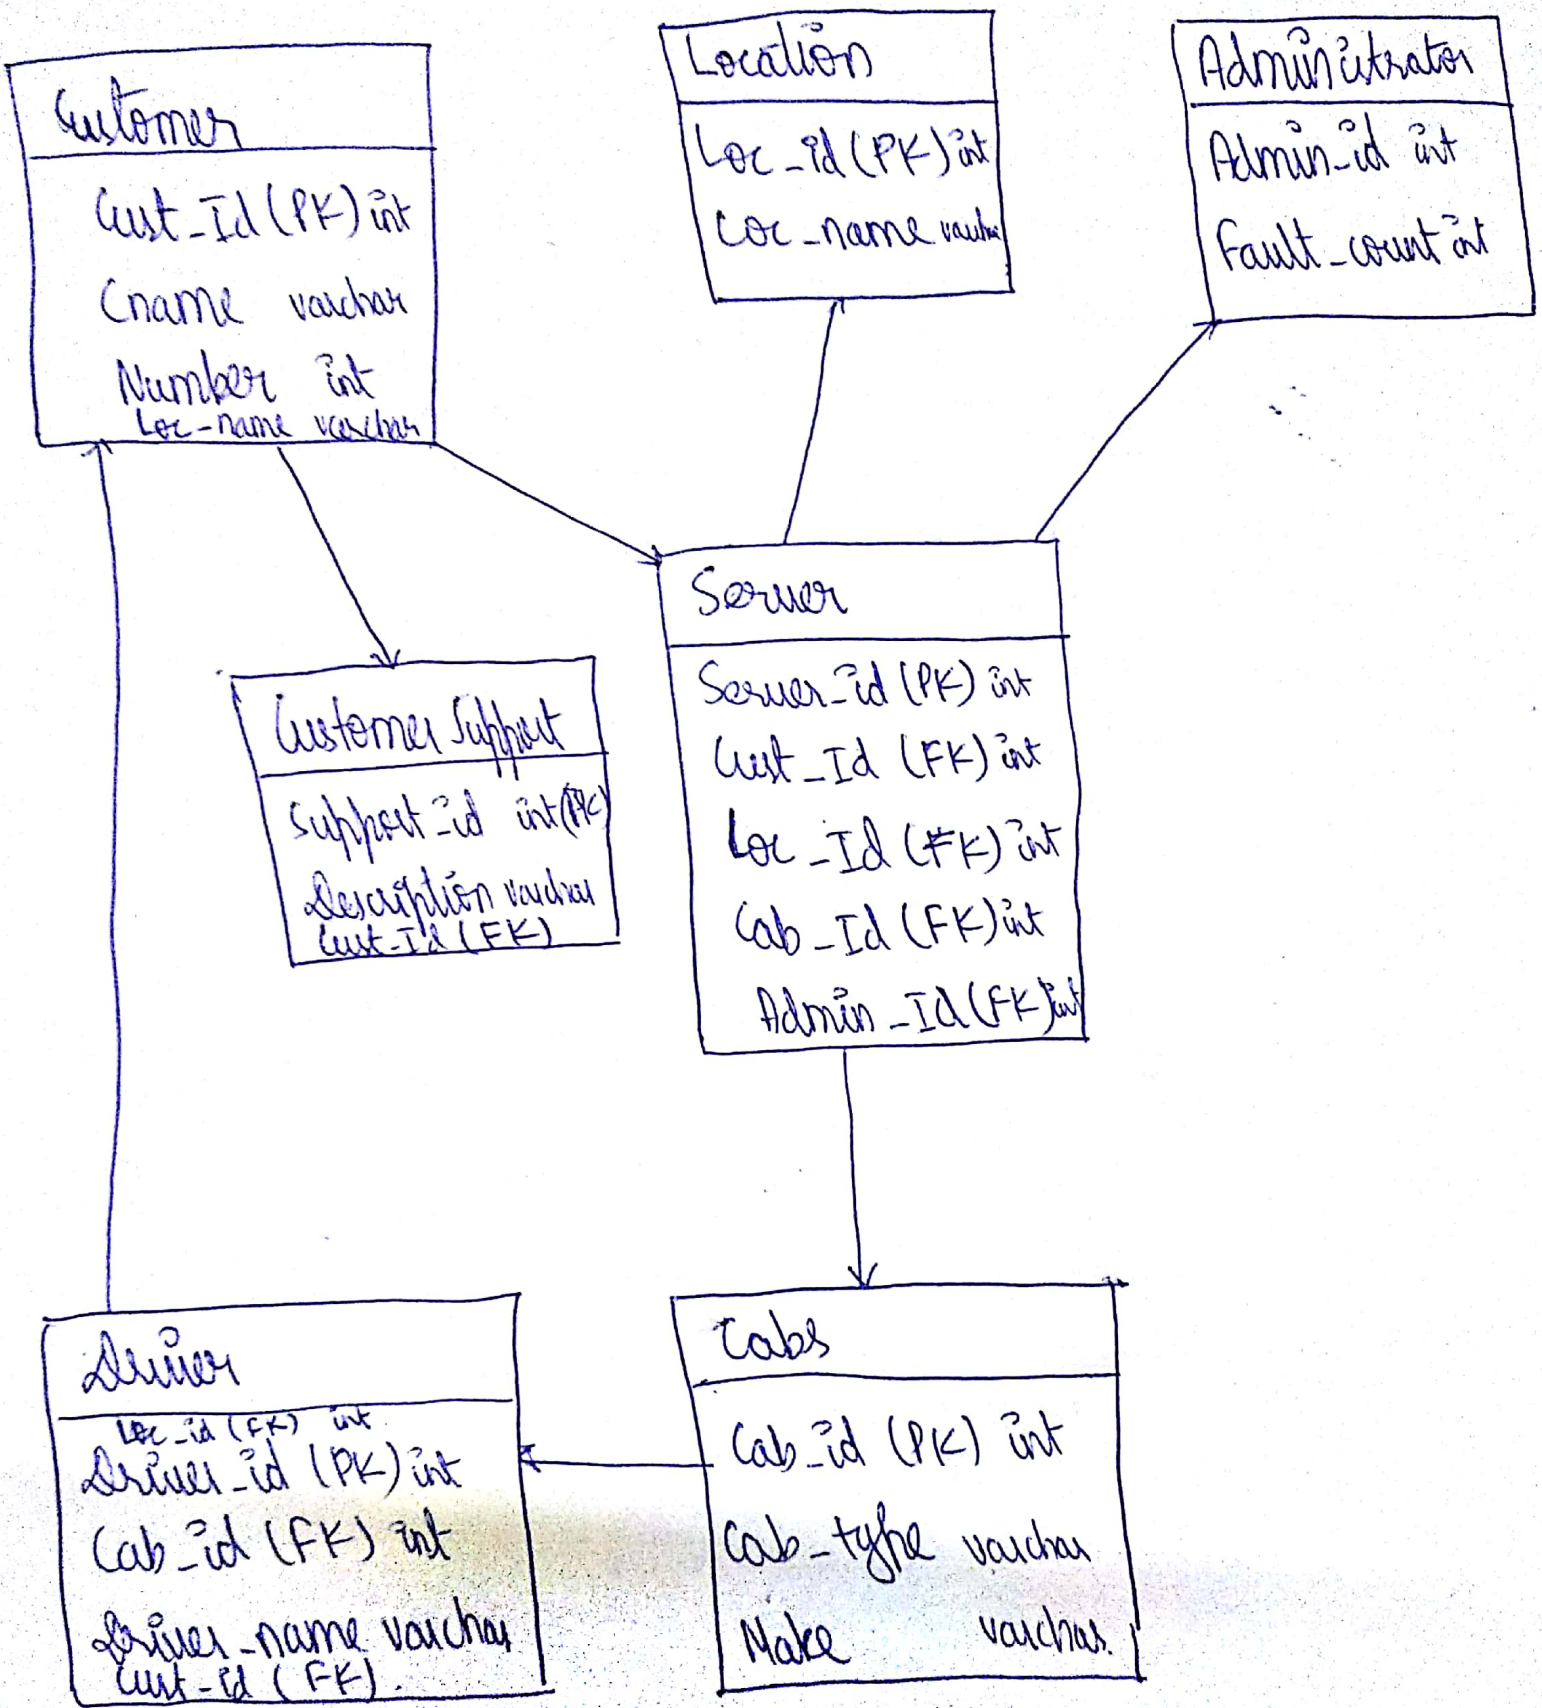 Customer
Cust_Id (PK) int
Cname varchar
Number int
Loc_name varchar
Location
Loc_id (PK) int
Loc_name varchar
Administrator
Admin_id int
Fault_count int
Customer Support
Support_id int (PK)
Description varchar
Cust_Id (FK)
Server
Server_id (PK) int
Cust_Id (FK) int
Loc_Id (FK) int
Cab_Id (FK) int
Admin_Id (FK) int
Driver
Loc_id (FK) int
Driver_id (PK) int
Cab_id (FK) int
Driver_name varchar
Cust_id (FK).
Cabs
Cab_id (PK) int
Cab_type varchar
Make varchar.